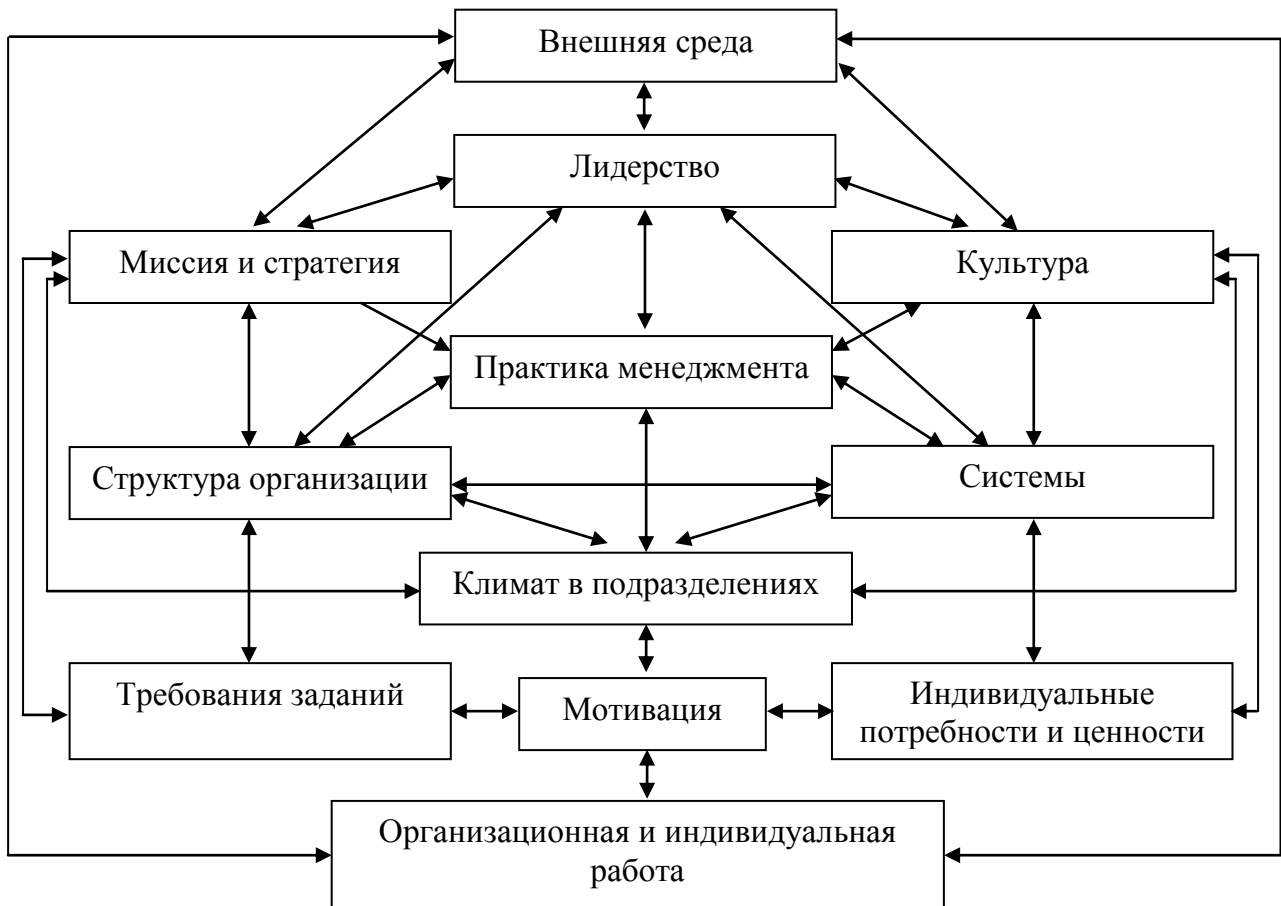 Внешняя среда
Лидерство
Миссия и стратегия
Культура
Практика менеджмента
Структура организации
Системы
Климат в подразделениях
Требования заданий
Мотивация
Индивидуальные
потребности и ценности
Организационная и индивидуальная
работа